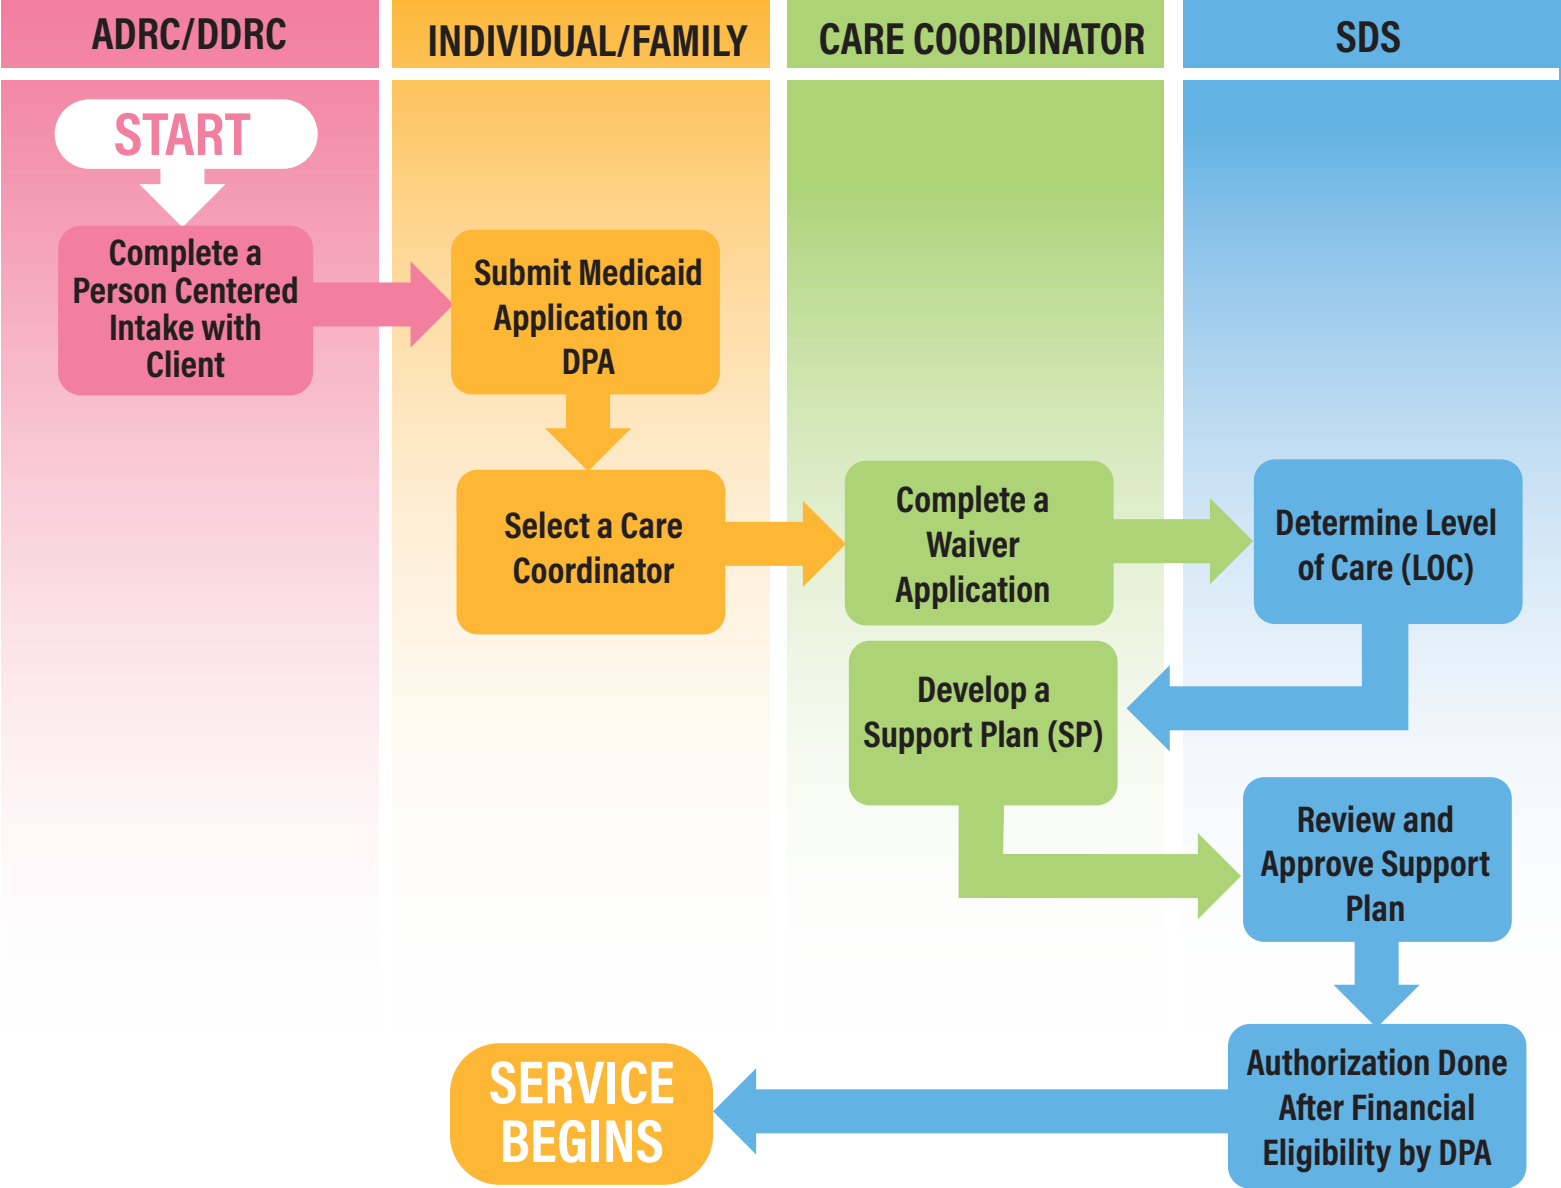 ADRC/DDRC
INDIVIDUAL/FAMILY
CARE COORDINATOR
SDS
START
Complete a
Person Centered
Intake with
Client
Submit Medicaid
Application to
DPA
Select a Care
Coordinator
Complete a
Waiver
Application
Determine Level
of Care (LOC)
Develop a
Support Plan (SP)
Review and
Approve Support
Plan
Authorization Done
After Financial
Eligibility by DPA
SERVICE
BEGINS